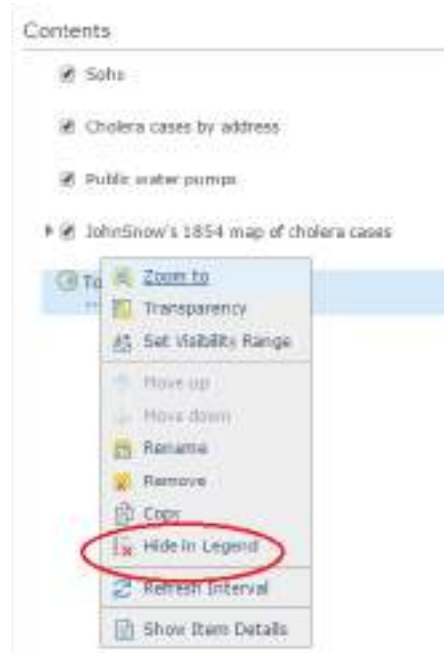 Contents
Soho
Cholera cases by address
Public water pumps
JohnSnow's 1854 map of cholera cases
To
Zoom to
Transparency
Set Visibility Range
Move up
Move down
Rename
Remove
Copy
Hide in Legend
Refresh Interval
Show Item Details